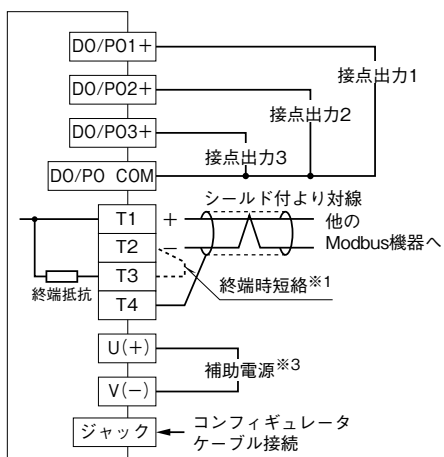 DO/PO1+
接点出力1
DO/PO2+
接点出力2
DO/PO3+
接点出力3
DO/PO COM
シールド付より対線
T1
+
他の
Modbus機器へ
T2
−
T3
終端時短絡※1
終端抵抗
T4
U(+)
補助電源※3
V(−)
ジャック
コンフィギュレータ
ケーブル接続